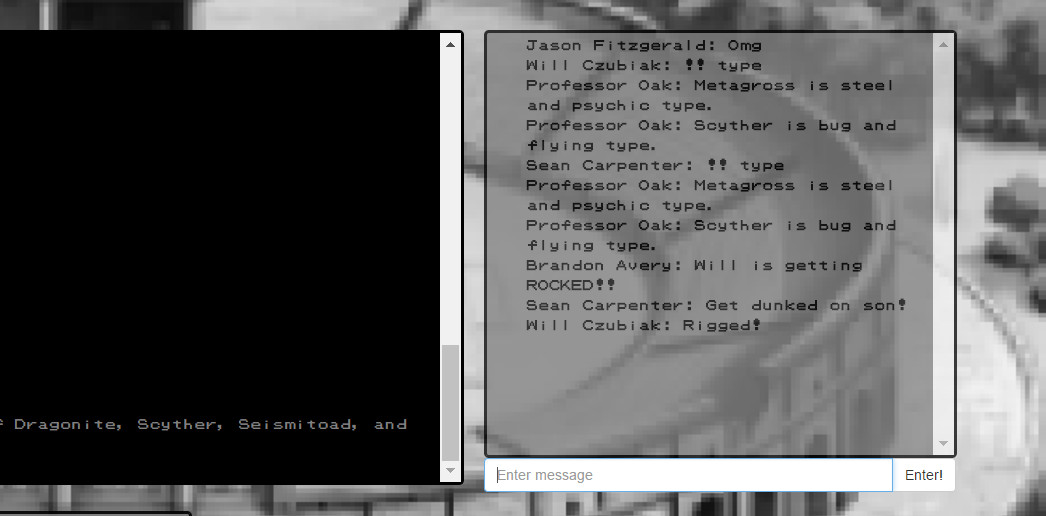 Jason Fitzgerald: Omg
Will Czubiak: !! type
Professor Oak: Metagross is steel
and psychic type.
Professor Oak: Scyther is bug and
flying type.
Sean Carpenter: !! type
Professor Oak: Metagross is steel
and psychic type.
Professor Oak: Scyther is bug and
flying type.
Brandon Avery: Will is getting
ROCKED!!
Sean Carpenter: Get dunked on son!
Will Czubiak: Rigged!
Dragonite, Scyther, Seismitoad, and
Enter message
Enter!